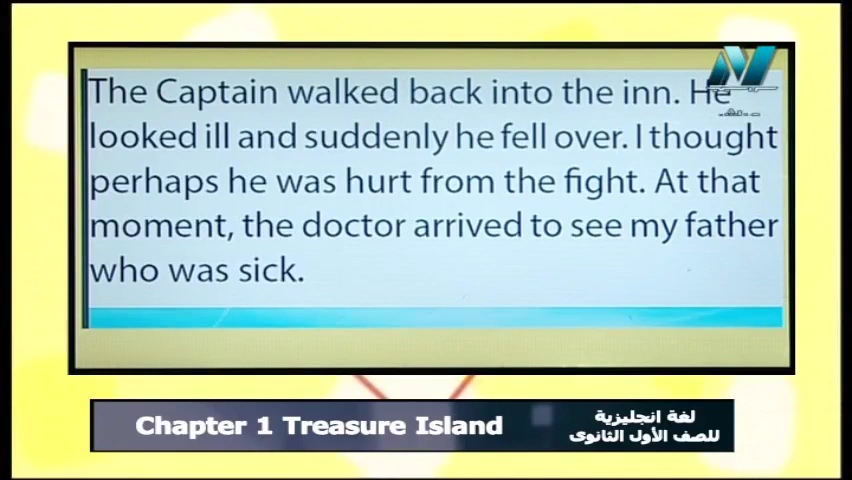 The Captain walked back into the inn. He
looked ill and suddenly he fell over. I thought
perhaps he was hurt from the fight. At that
moment, the doctor arrived to see my father
who was sick.
Chapter 1 Treasure Island
لغة انجليزية
للصف الأول الثانوى